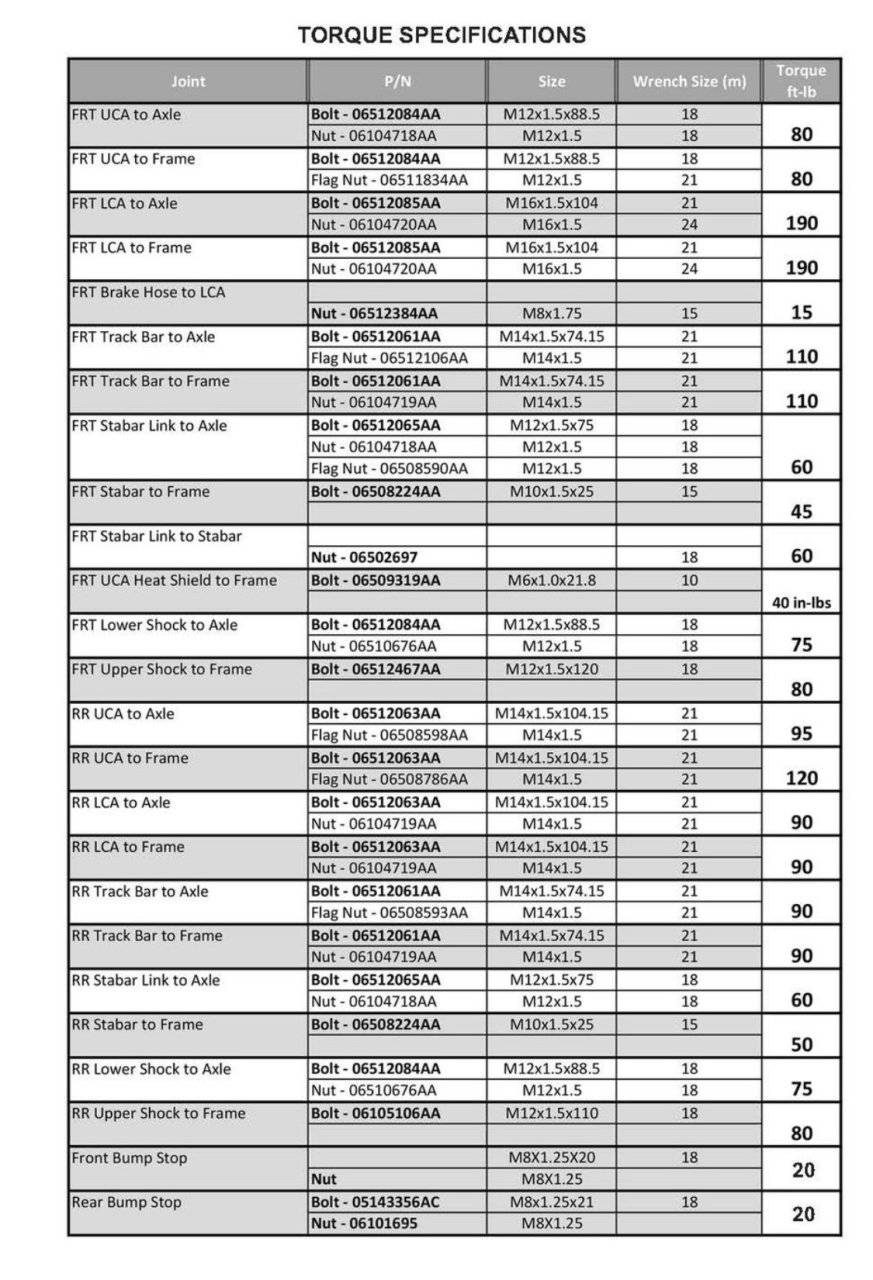 TORQUE SPECIFICATIONS
Joint P/N Size Wrench Size (m) Torque ft-lb
FRT UCA to Axle Bolt - 06512084AA M12x1.5x88.5 18
Nut - 06104718AA M12x1.5 18 80
FRT UCA to Frame Bolt - 06512084AA M12x1.5x88.5 18
Flag Nut - 06511834AA M12x1.5 21 80
FRT LCA to Axle Bolt - 06512085AA M16x1.5x104 21
Nut - 06104720AA M16x1.5 24 190
FRT LCA to Frame Bolt - 06512085AA M16x1.5x104 21
Nut - 06104720AA M16x1.5 24 190
FRT Brake Hose to LCA
Nut - 06512384AA M8x1.75 15 15
FRT Track Bar to Axle Bolt - 06512061AA M14x1.5x74.15 21
Flag Nut - 06512106AA M14x1.5 21 110
FRT Track Bar to Frame Bolt - 06512061AA M14x1.5x74.15 21
Nut - 06104719AA M14x1.5 21 110
FRT Stabar Link to Axle Bolt - 06512065AA M12x1.5x75 18
Nut - 06104718AA M12x1.5 18
Flag Nut - 06508590AA M12x1.5 18 60
FRT Stabar to Frame Bolt - 06508224AA M10x1.5x25 15
45
FRT Stabar Link to Stabar
Nut - 06502697 18 60
FRT UCA Heat Shield to Frame Bolt - 06509319AA M6x1.0x21.8 10
40 in-lbs
FRT Lower Shock to Axle Bolt - 06512084AA M12x1.5x88.5 18
Nut - 06510676AA M12x1.5 18 75
FRT Upper Shock to Frame Bolt - 06512467AA M12x1.5x120 18
80
RR UCA to Axle Bolt - 06512063AA M14x1.5x104.15 21
Flag Nut - 06508598AA M14x1.5 21 95
RR UCA to Frame Bolt - 06512063AA M14x1.5x104.15 21
Flag Nut - 06508786AA M14x1.5 21 120
RR LCA to Axle Bolt - 06512063AA M14x1.5x104.15 21
Nut - 06104719AA M14x1.5 21 90
RR LCA to Frame Bolt - 06512063AA M14x1.5x104.15 21
Nut - 06104719AA M14x1.5 21 90
RR Track Bar to Axle Bolt - 06512061AA M14x1.5x74.15 21
Flag Nut - 06508593AA M14x1.5 21 90
RR Track Bar to Frame Bolt - 06512061AA M14x1.5x74.15 21
Nut - 06104719AA M14x1.5 21 90
RR Stabar Link to Axle Bolt - 06512065AA M12x1.5x75 18
Nut - 06104718AA M12x1.5 18 60
RR Stabar to Frame Bolt - 06508224AA M10x1.5x25 15
50
RR Lower Shock to Axle Bolt - 06512084AA M12x1.5x88.5 18
Nut - 06510676AA M12x1.5 18 75
RR Upper Shock to Frame Bolt - 06105106AA M12x1.5x110 18
80
Front Bump Stop M8X1.25X20 18
Nut M8X1.25 20
Rear Bump Stop Bolt - 05143356AC M8x1.25x21 18
Nut - 06101695 M8X1.25 20